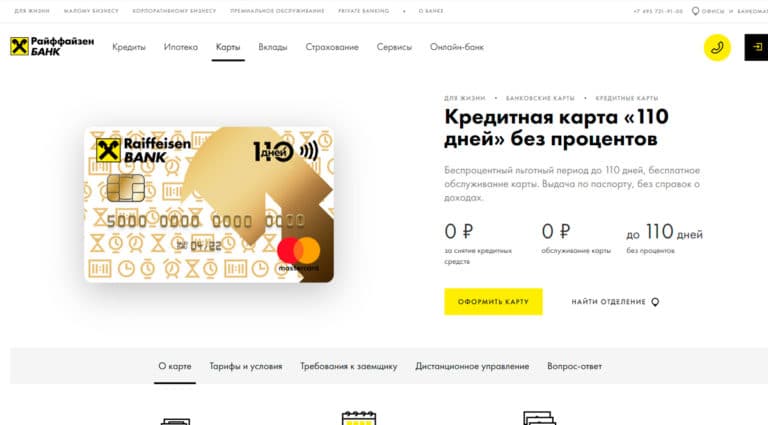 ДЛЯ ЖИЗНИ МАЛОМУ БИЗНЕСУ КОРПОРАТИВНОМУ БИЗНЕСУ ПРЕМИАЛЬНОЕ ОБСЛУЖИВАНИЕ PRIVATE BANKING • О БАНКЕ +7 495 721-91-00 ОФИСЫ И БАНКОМА
Райффайзен
БАНК
Кредиты Ипотека Карты Вклады Страхование Сервисы Онлайн-банк
ДЛЯ ЖИЗНИ • БАНКОВСКИЕ КАРТЫ • КРЕДИТНЫЕ КАРТЫ
Кредитная карта «110
дней» без процентов
Беспроцентный льготный период до 110 дней, бесплатное
обслуживание карты. Выдача по паспорту, без справок о
доходах.
Raiffeisen
BANK
110
дней
5000 0000 0000 0000
04/22
mastercard
0 ₽
за снятие кредитных
средств
0 ₽
обслуживание карты
до 110 дней
без процентов
ОФОРМИТЬ КАРТУ НАЙТИ ОТДЕЛЕНИЕ
О карте Тарифы и условия Требования к заемщику Дистанционное управление Вопрос-ответ